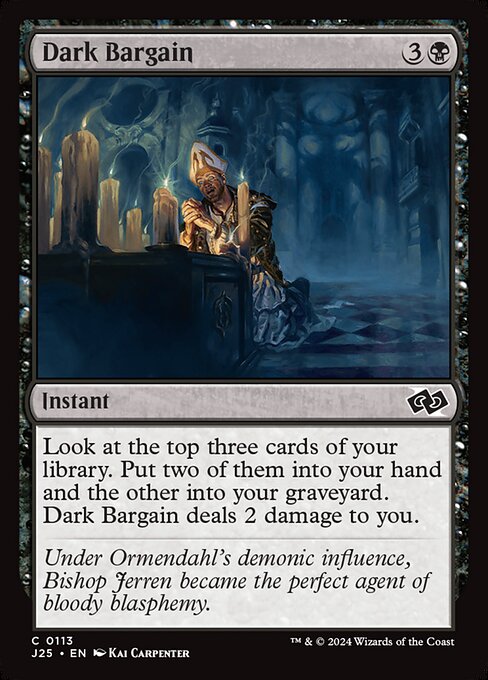 Dark Bargain 3
Instant
Look at the top three cards of your
library. Put two of them into your hand
and the other into your graveyard.
Dark Bargain deals 2 damage to you.
Under Ormendahl's demonic influence,
Bishop Jerren became the perfect agent of
bloody blasphemy.
C 0113
J25 • EN Kai Carpenter
™ & © 2024 Wizards of the Coast